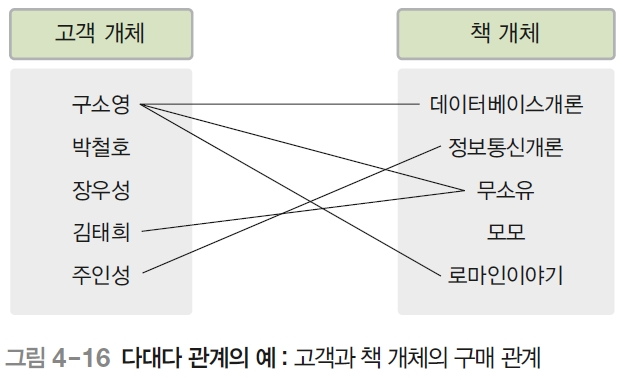 고객 개체
책 개체
구소영
박철호
장우성
김태희
주인성
데이터베이스개론
정보통신개론
무소유
모모
로마인이야기
그림 4-16 다대다 관계의 예 : 고객과 책 개체의 구매 관계